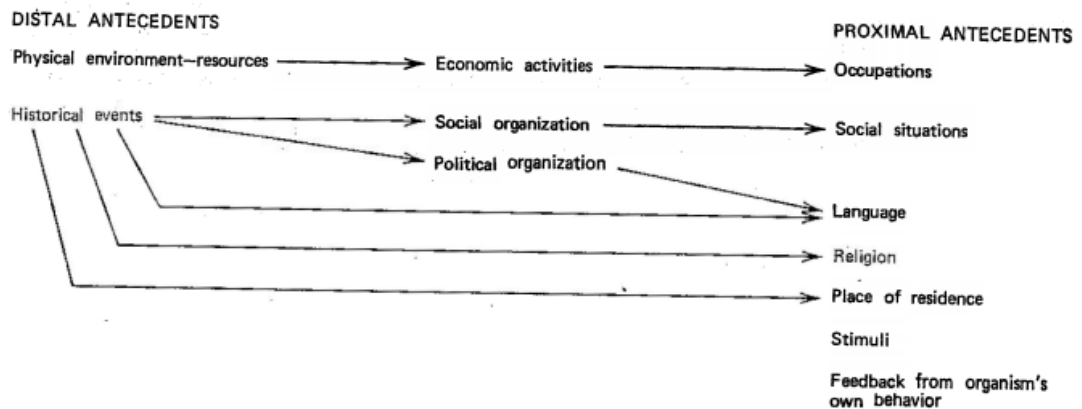 DISTAL ANTECEDENTS
PROXIMAL ANTECEDENTS
Physical environment—resources
Economic activities
Occupations
Historical events
Social organization
Social situations
Political organization
Language
Religion
Place of residence
Stimuli
Feedback from organism's
own behavior